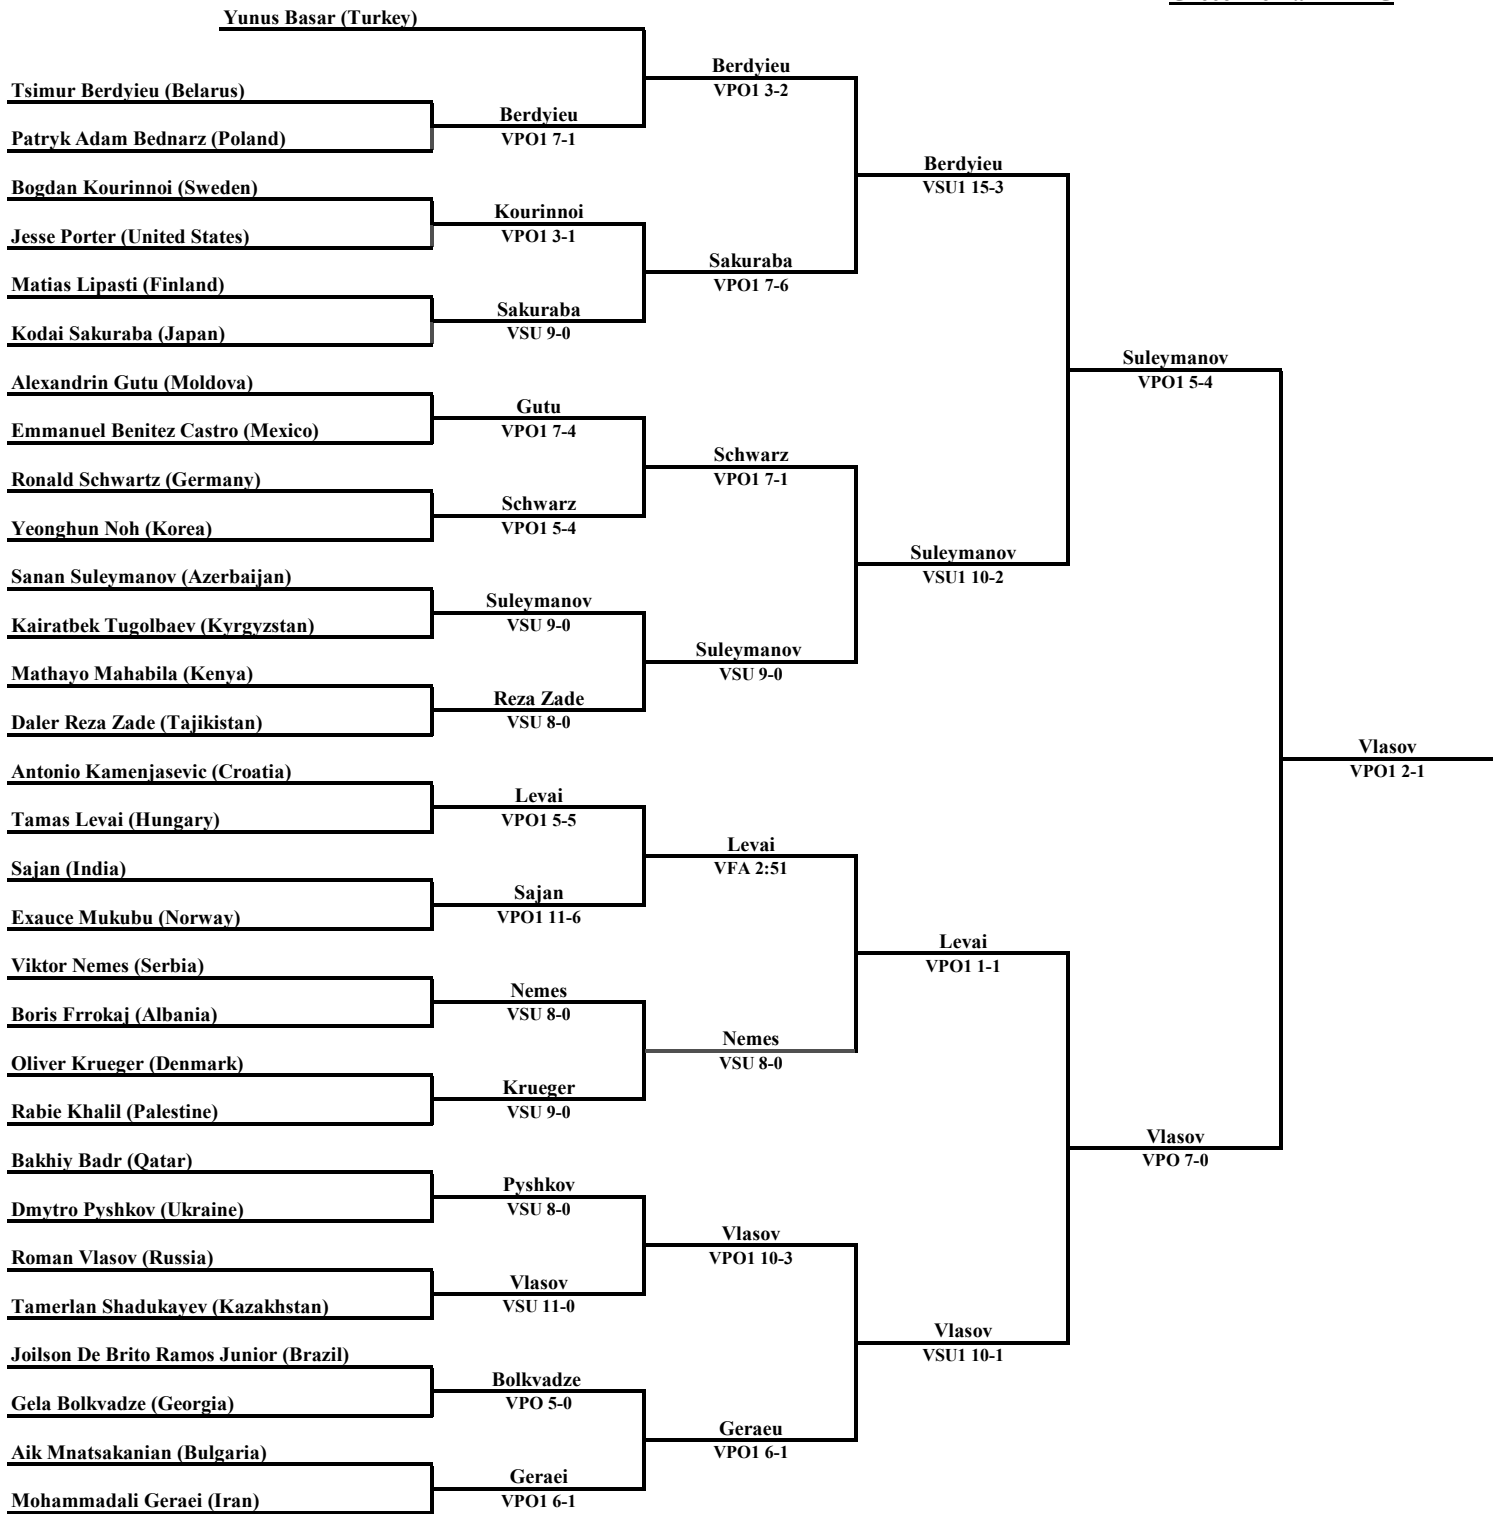 Yunus Basar (Turkey)
Berdyieu
VPO1 3-2
Tsimur Berdyieu (Belarus)
Berdyieu
VPO1 7-1
Patryk Adam Bednarz (Poland)
Berdyieu
VSU1 15-3
Bogdan Kourinnoi (Sweden)
Kourinnoi
VPO1 3-1
Jesse Porter (United States)
Sakuraba
VPO1 7-6
Matias Lipasti (Finland)
Sakuraba
VSU 9-0
Kodai Sakuraba (Japan)
Suleymanov
VPO1 5-4
Alexandrin Gutu (Moldova)
Gutu
VPO1 7-4
Emmanuel Benitez Castro (Mexico)
Schwarz
VPO1 7-1
Ronald Schwartz (Germany)
Schwarz
VPO1 5-4
Yeonghun Noh (Korea)
Suleymanov
VSU1 10-2
Sanan Suleymanov (Azerbaijan)
Suleymanov
VSU 9-0
Kairatbek Tugolbaev (Kyrgyzstan)
Suleymanov
VSU 9-0
Mathayo Mahabila (Kenya)
Reza Zade
VSU 8-0
Daler Reza Zade (Tajikistan)
Vlasov
VPO1 2-1
Antonio Kamenjasevic (Croatia)
Levai
VPO1 5-5
Tamas Levai (Hungary)
Levai
VFA 2:51
Sajan (India)
Sajan
VPO1 11-6
Exauce Mukubu (Norway)
Levai
VPO1 1-1
Viktor Nemes (Serbia)
Nemes
VSU 8-0
Boris Frrokaj (Albania)
Nemes
VSU 8-0
Oliver Krueger (Denmark)
Krueger
VSU 9-0
Rabie Khalil (Palestine)
Vlasov
VPO 7-0
Bakhiy Badr (Qatar)
Pyshkov
VSU 8-0
Dmytro Pyshkov (Ukraine)
Vlasov
VPO1 10-3
Roman Vlasov (Russia)
Vlasov
VSU 11-0
Tamerlan Shadukayev (Kazakhstan)
Vlasov
VSU1 10-1
Joilson De Brito Ramos Junior (Brazil)
Bolkvadze
VPO 5-0
Gela Bolkvadze (Georgia)
Geraeu
VPO1 6-1
Aik Mnatsakanian (Bulgaria)
Geraei
VPO1 6-1
Mohammadali Geraei (Iran)